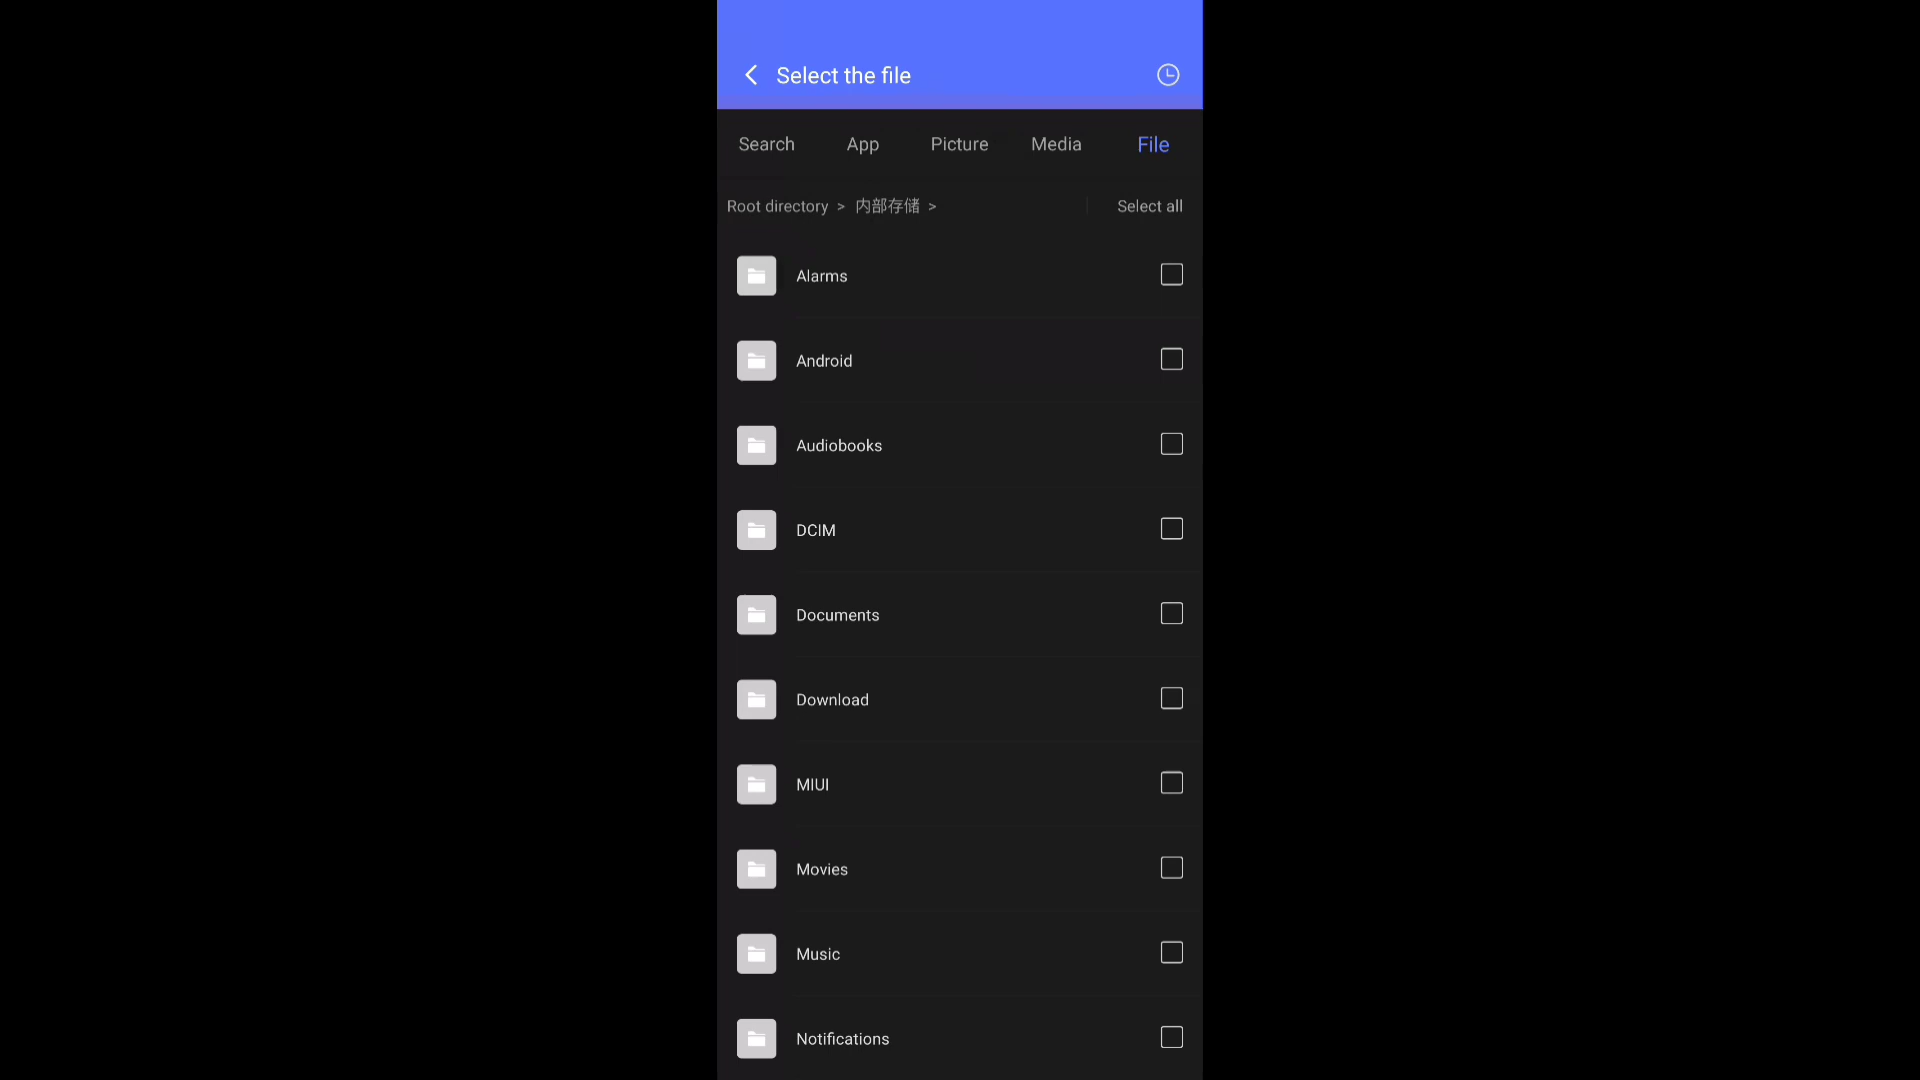 Select the file
Search App Picture Media File
Root directory > 内部存储 > Select all
Alarms
Android
Audiobooks
DCIM
Documents
Download
MIUI
Movies
Music
Notifications